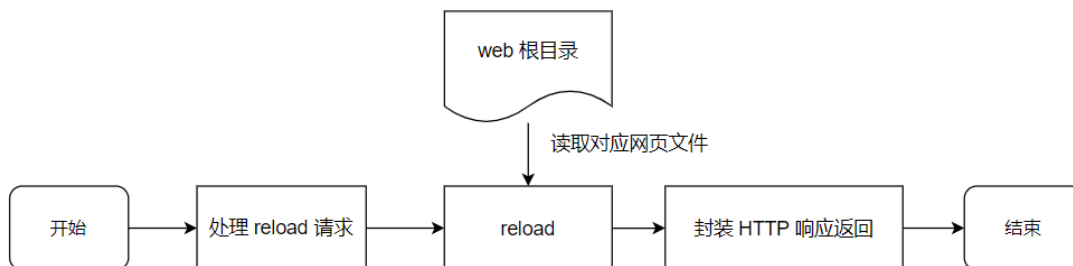 web 根目录
读取对应网页文件
开始
处理 reload 请求
reload
封装 HTTP 响应返回
结束